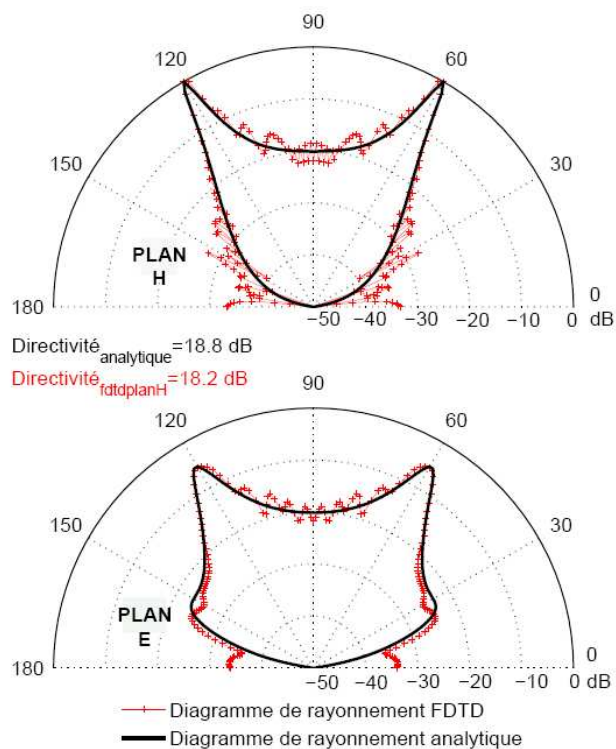 90
120 60
150 30
PLAN
H
180 0
−50 −40 −30 −20 −10 0 dB
Directivité analytique=18.8 dB
Directivité fdtdplanH=18.2 dB
90
120 60
150 30
PLAN
E
180 0
−50 −40 −30 −20 −10 0 dB
Diagramme de rayonnement FDTD
Diagramme de rayonnement analytique